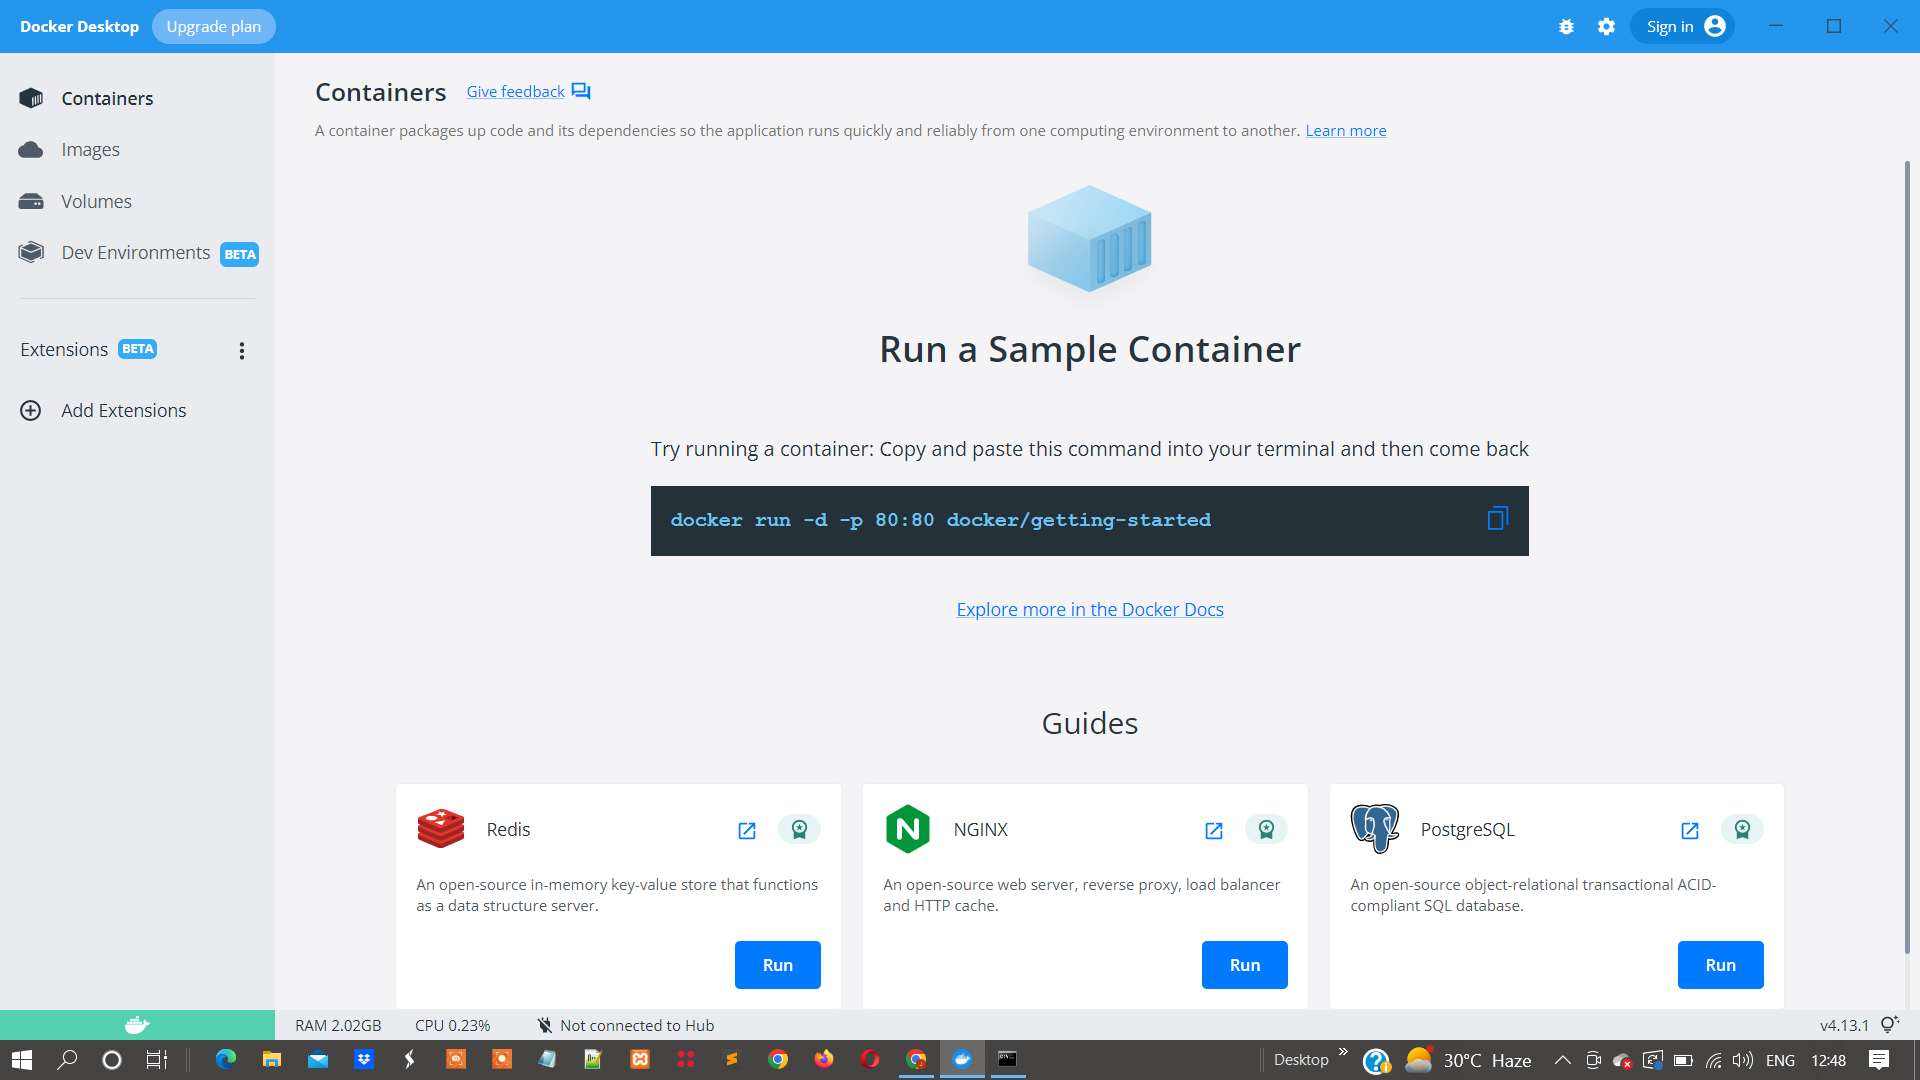 Docker Desktop
Upgrade plan
Sign in
Containers
Images
Volumes
Dev Environments BETA
Extensions BETA
Add Extensions
Containers Give feedback
A container packages up code and its dependencies so the application runs quickly and reliably from one computing environment to another. Learn more
Run a Sample Container
Try running a container: Copy and paste this command into your terminal and then come back
docker run -d -p 80:80 docker/getting-started
Explore more in the Docker Docs
Guides
Redis
An open-source in-memory key-value store that functions
as a data structure server.
Run
NGINX
An open-source web server, reverse proxy, load balancer
and HTTP cache.
Run
PostgreSQL
An open-source object-relational transactional ACID-
compliant SQL database.
Run
RAM 2.02GB CPU 0.23% Not connected to Hub
v4.13.1
Desktop » 30°C Haze ENG 12:48